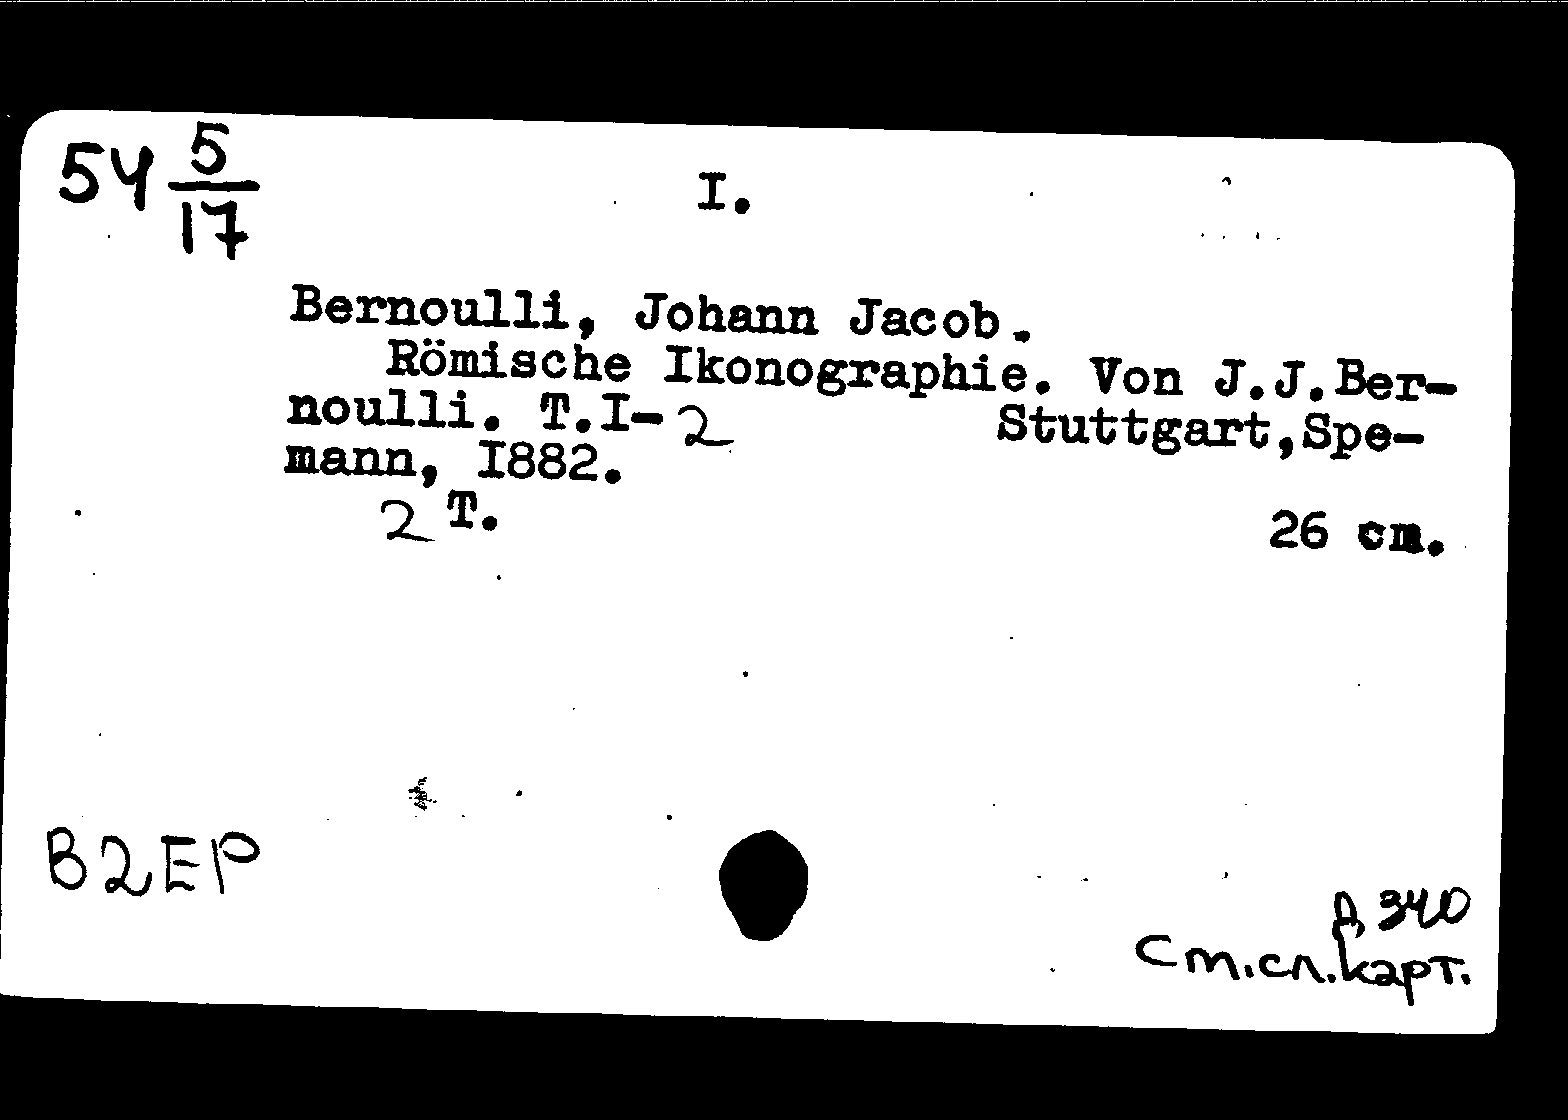 54 5/17
I.
Bernoulli, Johann Jacob.
Römische Ikonographie. Von J.J.Ber-
noulli. T.I-2 Stuttgart,Spe-
mann, I882.
2 T. 26 cm.
B2EP
Д 340
Ст.сл.карт.